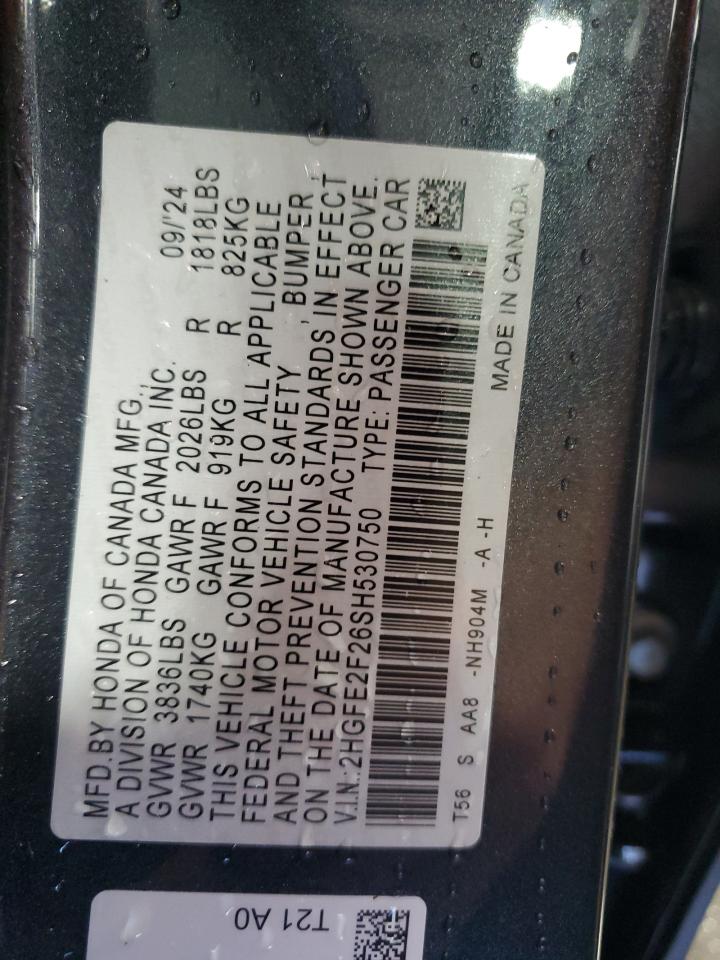 MFD.BY HONDA OF CANADA MFG.,
A DIVISION OF HONDA CANADA INC. 09/'24
GVWR 3836LBS GAWR F 2026LBS R 1818LBS
GVWR 1740KG GAWR F 919KG R 825KG
THIS VEHICLE CONFORMS TO ALL APPLICABLE
FEDERAL MOTOR VEHICLE SAFETY , BUMPER ,
AND THEFT PREVENTION STANDARDS IN EFFECT
ON THE DATE OF MANUFACTURE SHOWN ABOVE.
V.I.N.:2HGFE2F26SH530750 TYPE: PASSENGER CAR
T56 S AA8 -NH904M -A -H MADE IN CANADA
T21 A0